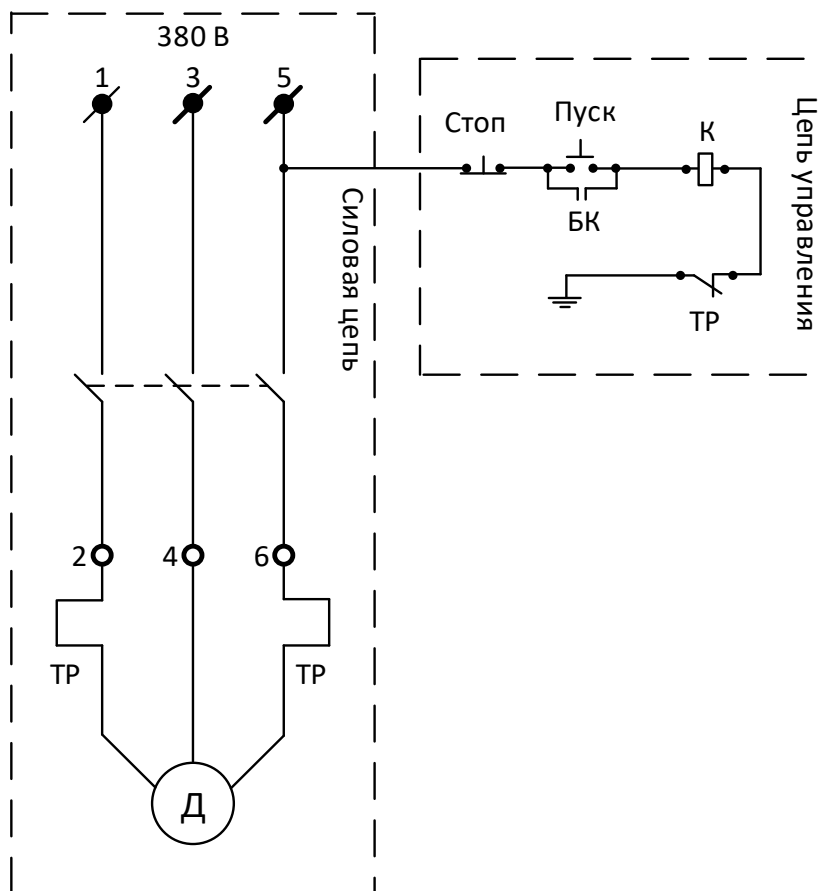 380 В
1
3
5
Силовая цепь
2
4
6
ТР
ТР
Д
Цепь управления
Стоп
Пуск
К
БК
ТР